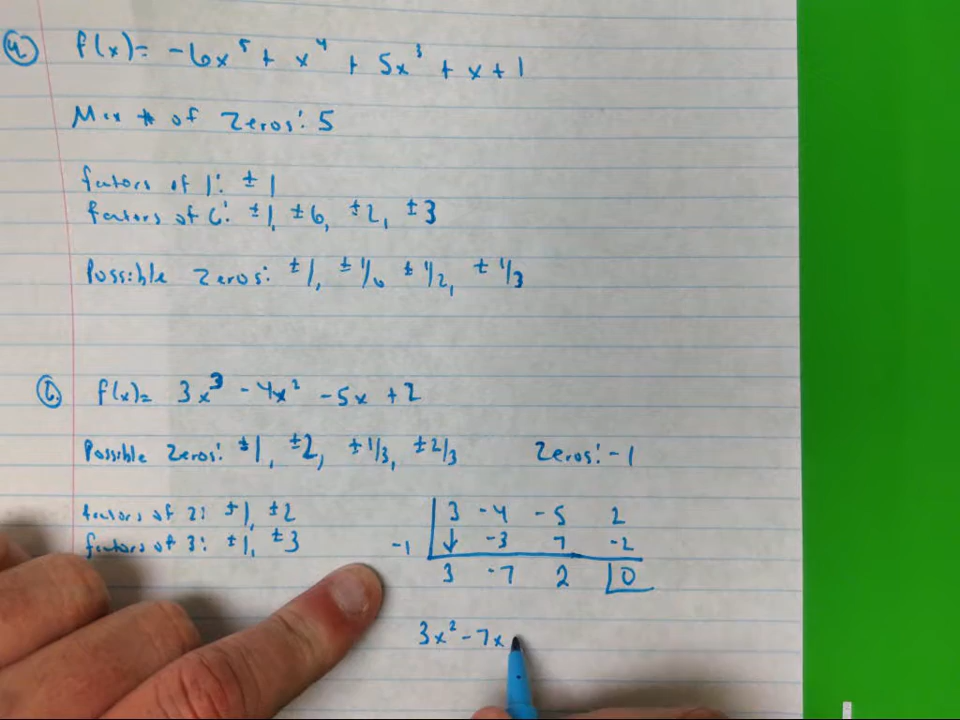 a. f(x)= -6x⁵ + x⁴ + 5x³ + x + 1
Max # of Zeros: 5
factors of 1: ±1
factors of 6: ±1, ±6, ±2, ±3
Possible Zeros: ±1, ±1/6 ±1/2, ±1/3
b. f(x)= 3x³ - 4x² - 5x + 2
Possible Zeros: ±1, ±2, ±1/3, ±2/3
Zeros: -1
factors of 2: ±1, ±2
factors of 3: ±1, ±3
3 -4 -5 2
-1 ↓ -3 7 -2
3 -7 2 0
3x² - 7x